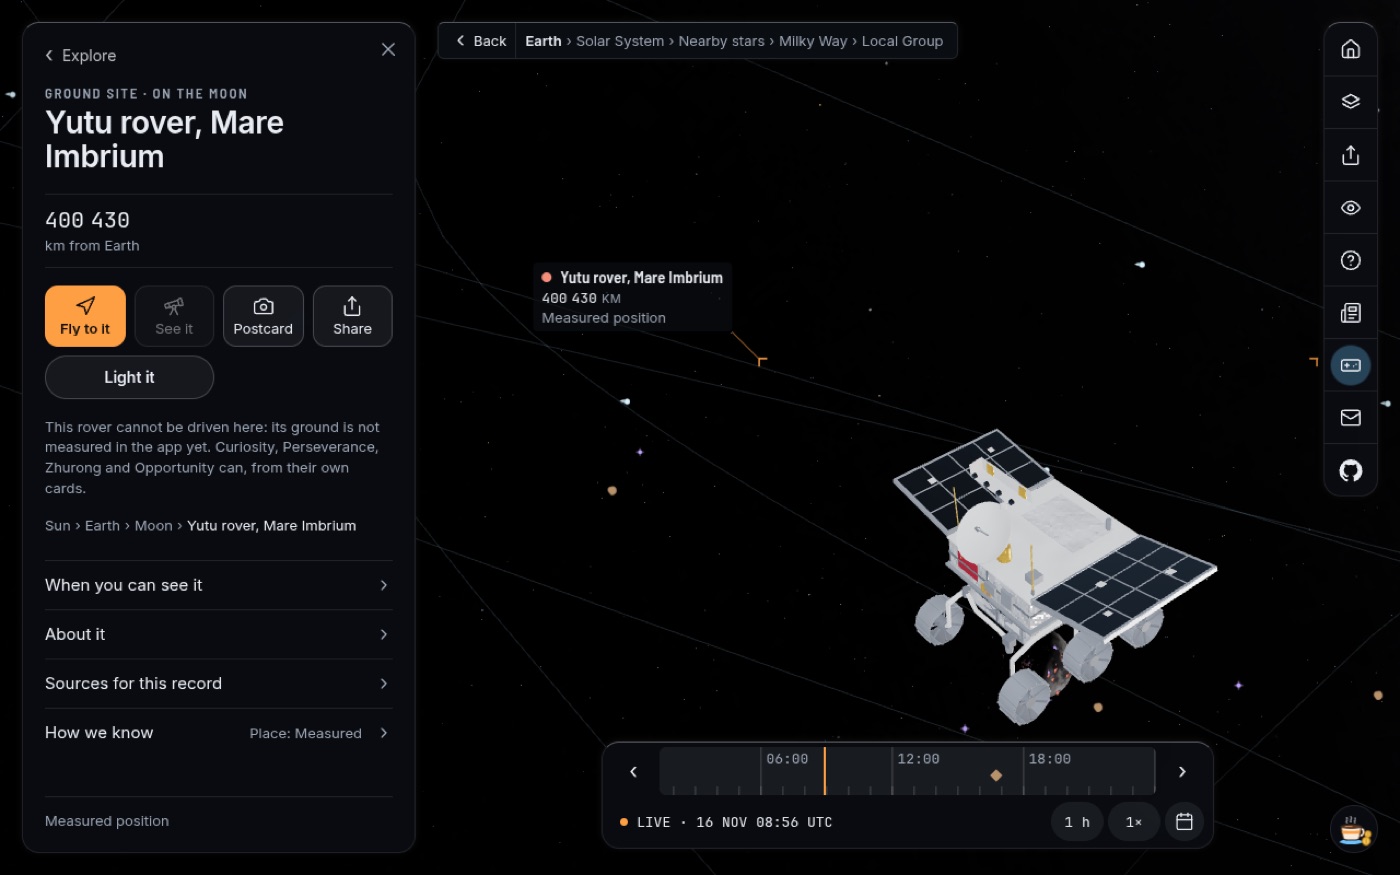 Explore
GROUND SITE · ON THE MOON
Yutu rover, Mare
Imbrium
400 430
km from Earth
Fly to it
See it
Postcard
Share
Light it
This rover cannot be driven here: its ground is not
measured in the app yet. Curiosity, Perseverance,
Zhurong and Opportunity can, from their own
cards.
Sun › Earth › Moon › Yutu rover, Mare Imbrium
When you can see it
About it
Sources for this record
How we know Place: Measured
Measured position
Back Earth › Solar System › Nearby stars › Milky Way › Local Group
Yutu rover, Mare Imbrium
400 430 KM
Measured position
06:00 12:00 18:00
LIVE · 16 NOV 08:56 UTC 1 h 1×